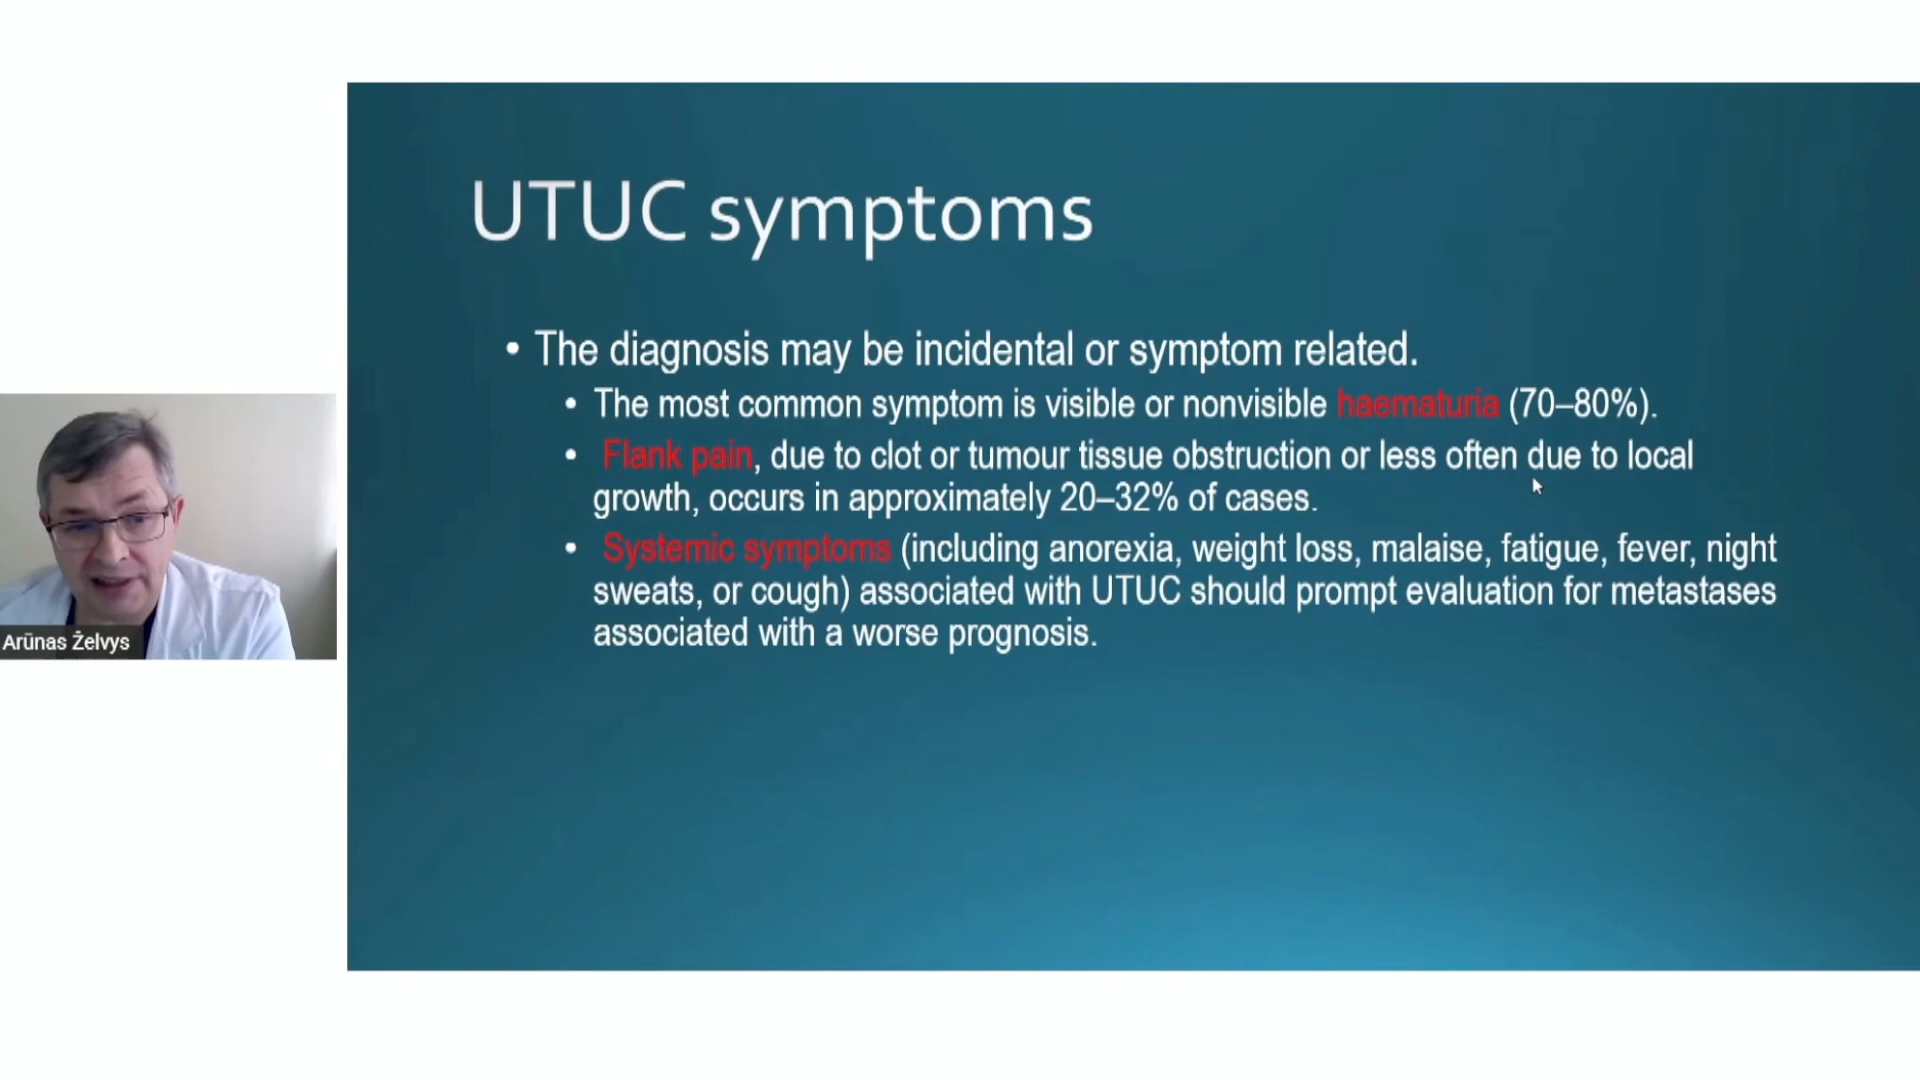 UTUC symptoms
• The diagnosis may be incidental or symptom related.
• The most common symptom is visible or nonvisible haematuria (70–80%).
• Flank pain, due to clot or tumour tissue obstruction or less often due to local
growth, occurs in approximately 20–32% of cases.
• Systemic symptoms (including anorexia, weight loss, malaise, fatigue, fever, night
sweats, or cough) associated with UTUC should prompt evaluation for metastases
associated with a worse prognosis.
Arūnas Želvys